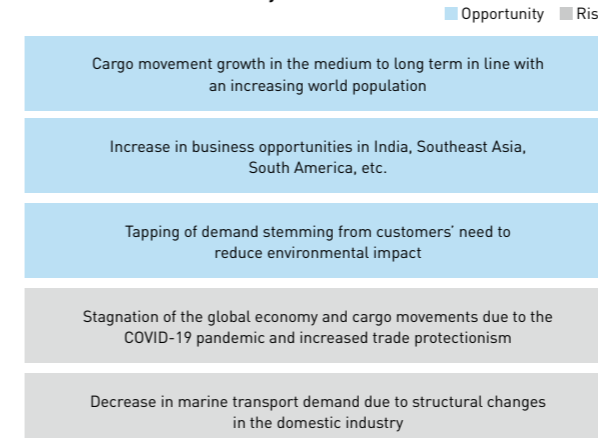 Opportunity Ris
Cargo movement growth in the medium to long term in line with
an increasing world population
Increase in business opportunities in India, Southeast Asia,
South America, etc.
Tapping of demand stemming from customers’ need to
reduce environmental impact
Stagnation of the global economy and cargo movements due to the
COVID-19 pandemic and increased trade protectionism
Decrease in marine transport demand due to structural changes
in the domestic industry